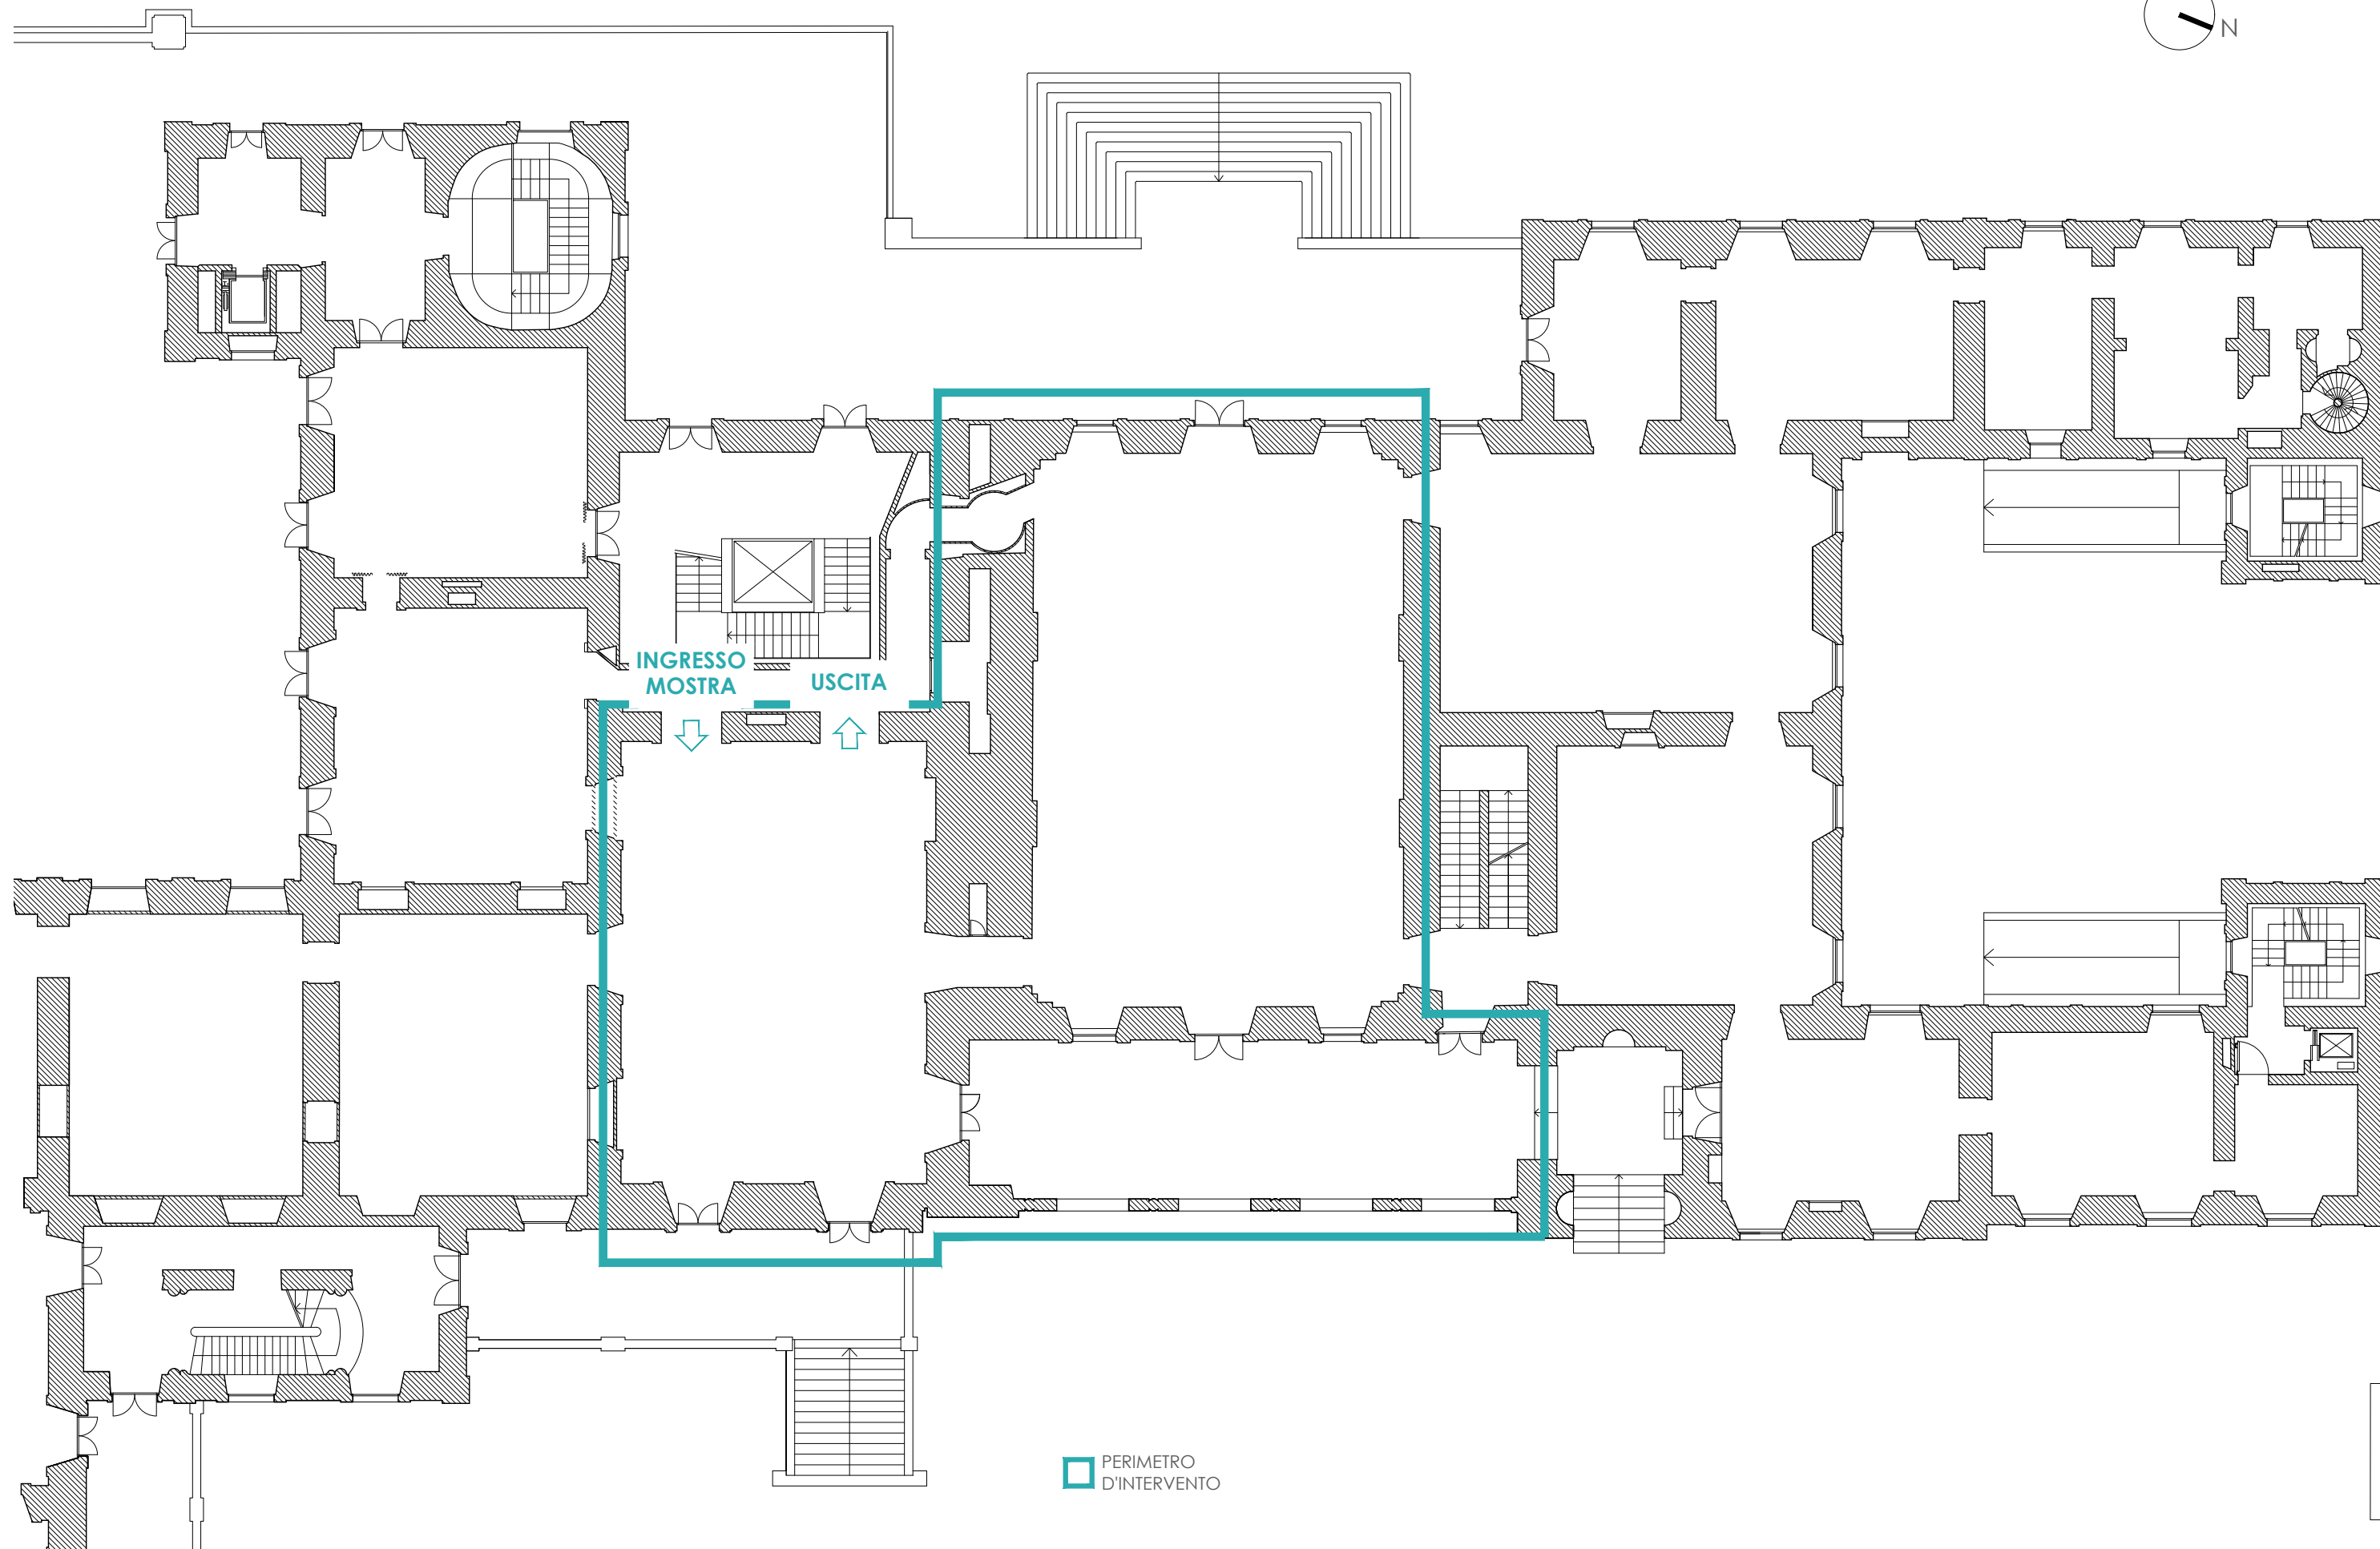 N
INGRESSO
MOSTRA
USCITA
PERIMETRO
D'INTERVENTO